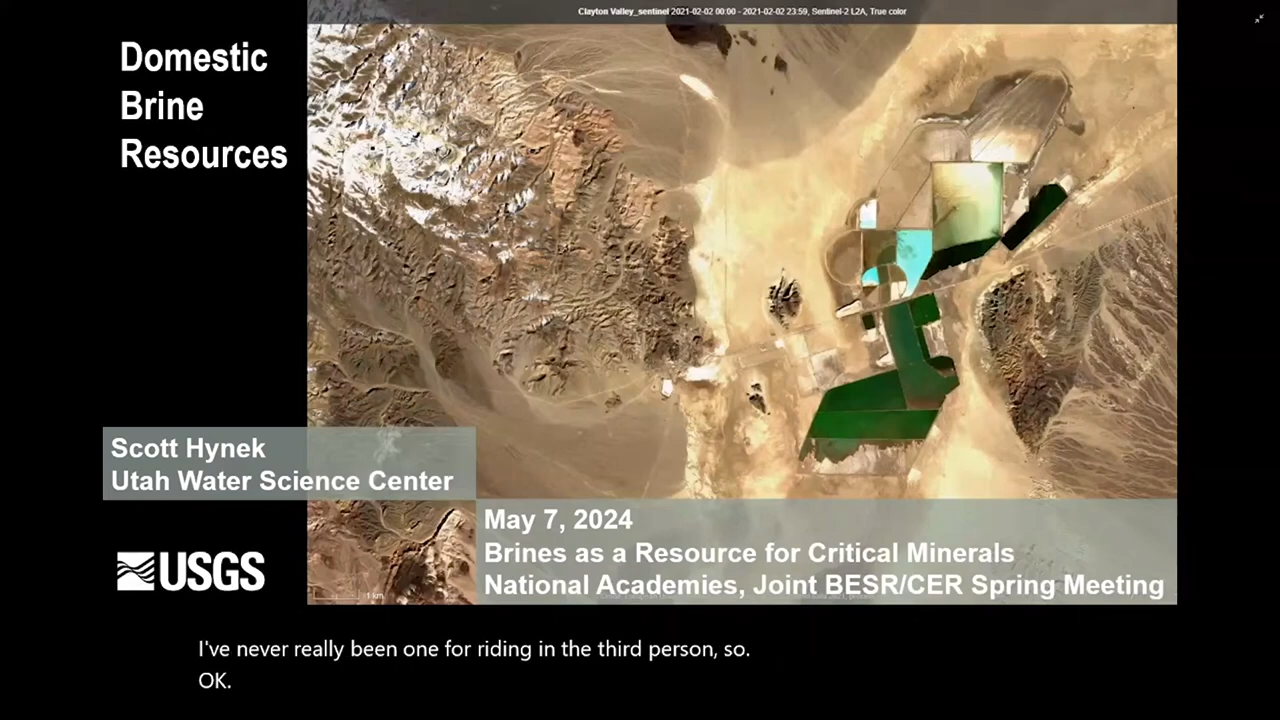 Clayton Valley_sentinel 2021-02-02 00:00 - 2021-02-02 23:59, Sentinel-2 L2A, True color
Domestic
Brine
Resources
Scott Hynek
Utah Water Science Center
May 7, 2024
Brines as a Resource for Critical Minerals
National Academies, Joint BESR/CER Spring Meeting
USGS
1 km
I've never really been one for riding in the third person, so.
OK.